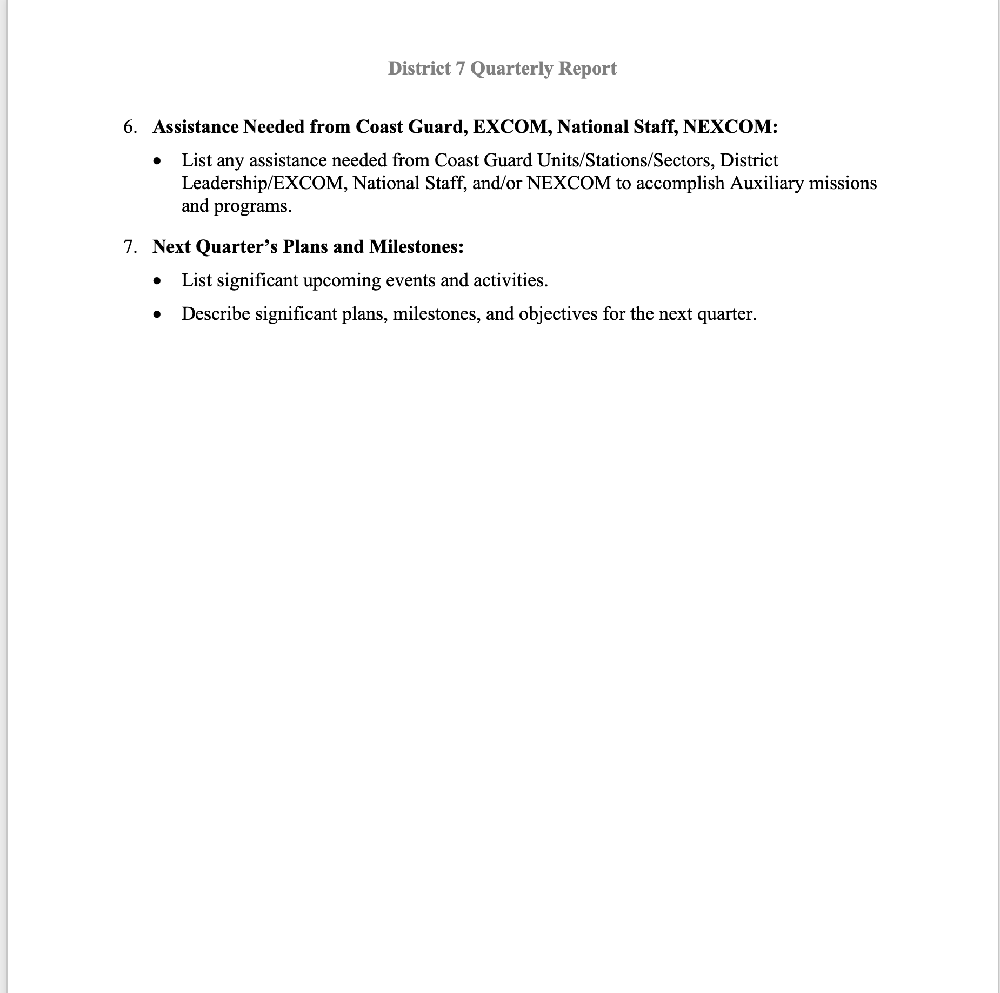 District 7 Quarterly Report
6. Assistance Needed from Coast Guard, EXCOM, National Staff, NEXCOM:
• List any assistance needed from Coast Guard Units/Stations/Sectors, District
Leadership/EXCOM, National Staff, and/or NEXCOM to accomplish Auxiliary missions
and programs.
7. Next Quarter’s Plans and Milestones:
• List significant upcoming events and activities.
• Describe significant plans, milestones, and objectives for the next quarter.